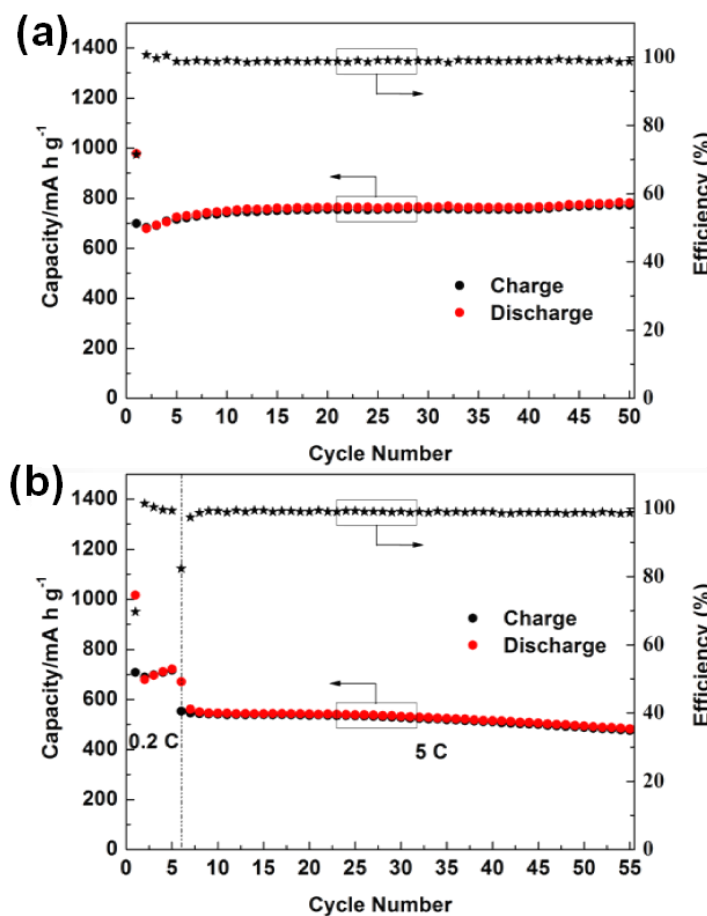 (a)
1400
1200
1000
800
600
400
200
0
Capacity/mA h g-1
100
80
60
40
20
0
Efficiency (%)
Charge
Discharge
0 5 10 15 20 25 30 35 40 45 50
Cycle Number
(b)
1400
1200
1000
800
600
400
200
0
Capacity/mA h g-1
100
80
60
40
20
0
Efficiency (%)
Charge
Discharge
0.2 C
5 C
0 5 10 15 20 25 30 35 40 45 50 55
Cycle Number